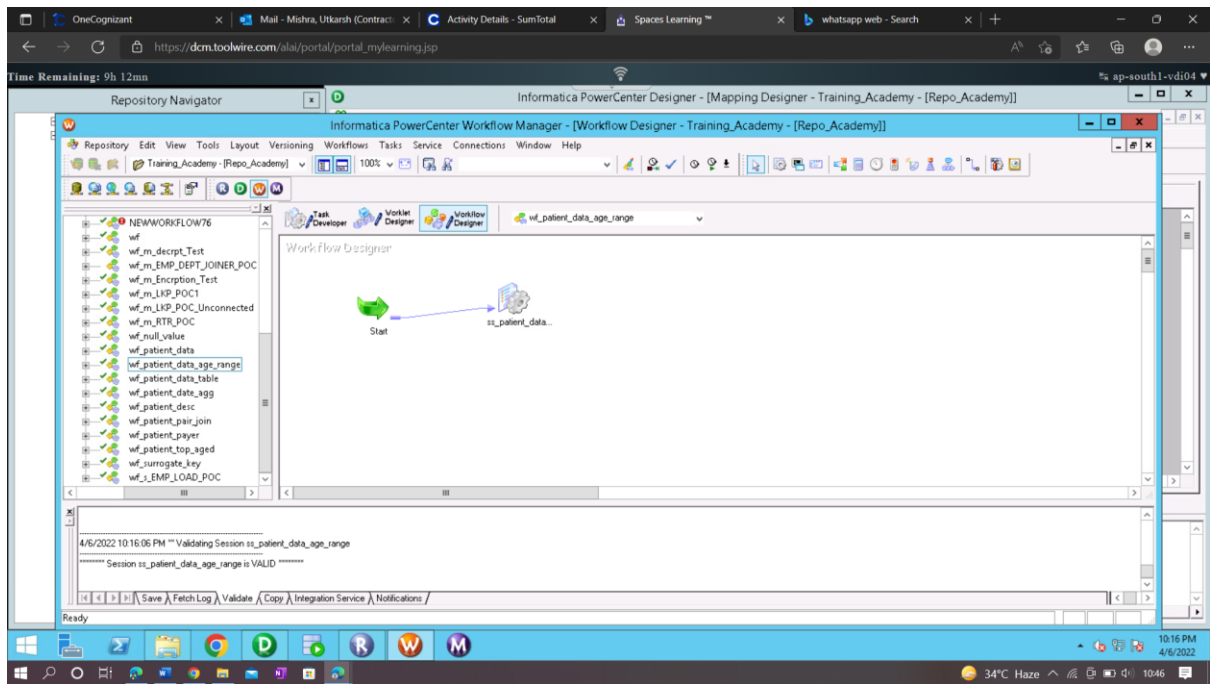 OneCognizant
Mail - Mishra, Utkarsh (Contract
Activity Details - SumTotal
Spaces Learning ™
whatsapp web - Search
https://dcm.toolwire.com/alai/portal/portal_mylearning.jsp
Time Remaining: 9h 12mn
ap-south1-vdi04
Repository Navigator
Informatica PowerCenter Designer - [Mapping Designer - Training_Academy - [Repo_Academy]]
Informatica PowerCenter Workflow Manager - [Workflow Designer - Training_Academy - [Repo_Academy]]
Repository Edit View Tools Layout Versioning Workflows Tasks Service Connections Window Help
Training_Academy - [Repo_Academy]
100%
Task Developer
Worklet Designer
Workflow Designer
wf_patient_data_age_range
NEWWORKFLOW76
wf
wf_m_decrpt_Test
wf_m_EMP_DEPT_JOINER_POC
wf_m_Encrption_Test
wf_m_LKP_POC1
wf_m_LKP_POC_Unconnected
wf_m_RTR_POC
wf_null_value
wf_patient_data
wf_patient_data_age_range
wf_patient_data_table
wf_patient_date_agg
wf_patient_desc
wf_patient_pair_join
wf_patient_payer
wf_patient_top_aged
wf_surrogate_key
wf_s_EMP_LOAD_POC
Workflow Designer
Start
ss_patient_data...
4/6/2022 10:16:06 PM ** Validating Session ss_patient_data_age_range
******** Session ss_patient_data_age_range is VALID ********
Save Fetch Log Validate Copy Integration Service Notifications
Ready
10:16 PM
4/6/2022
34°C Haze
10:46